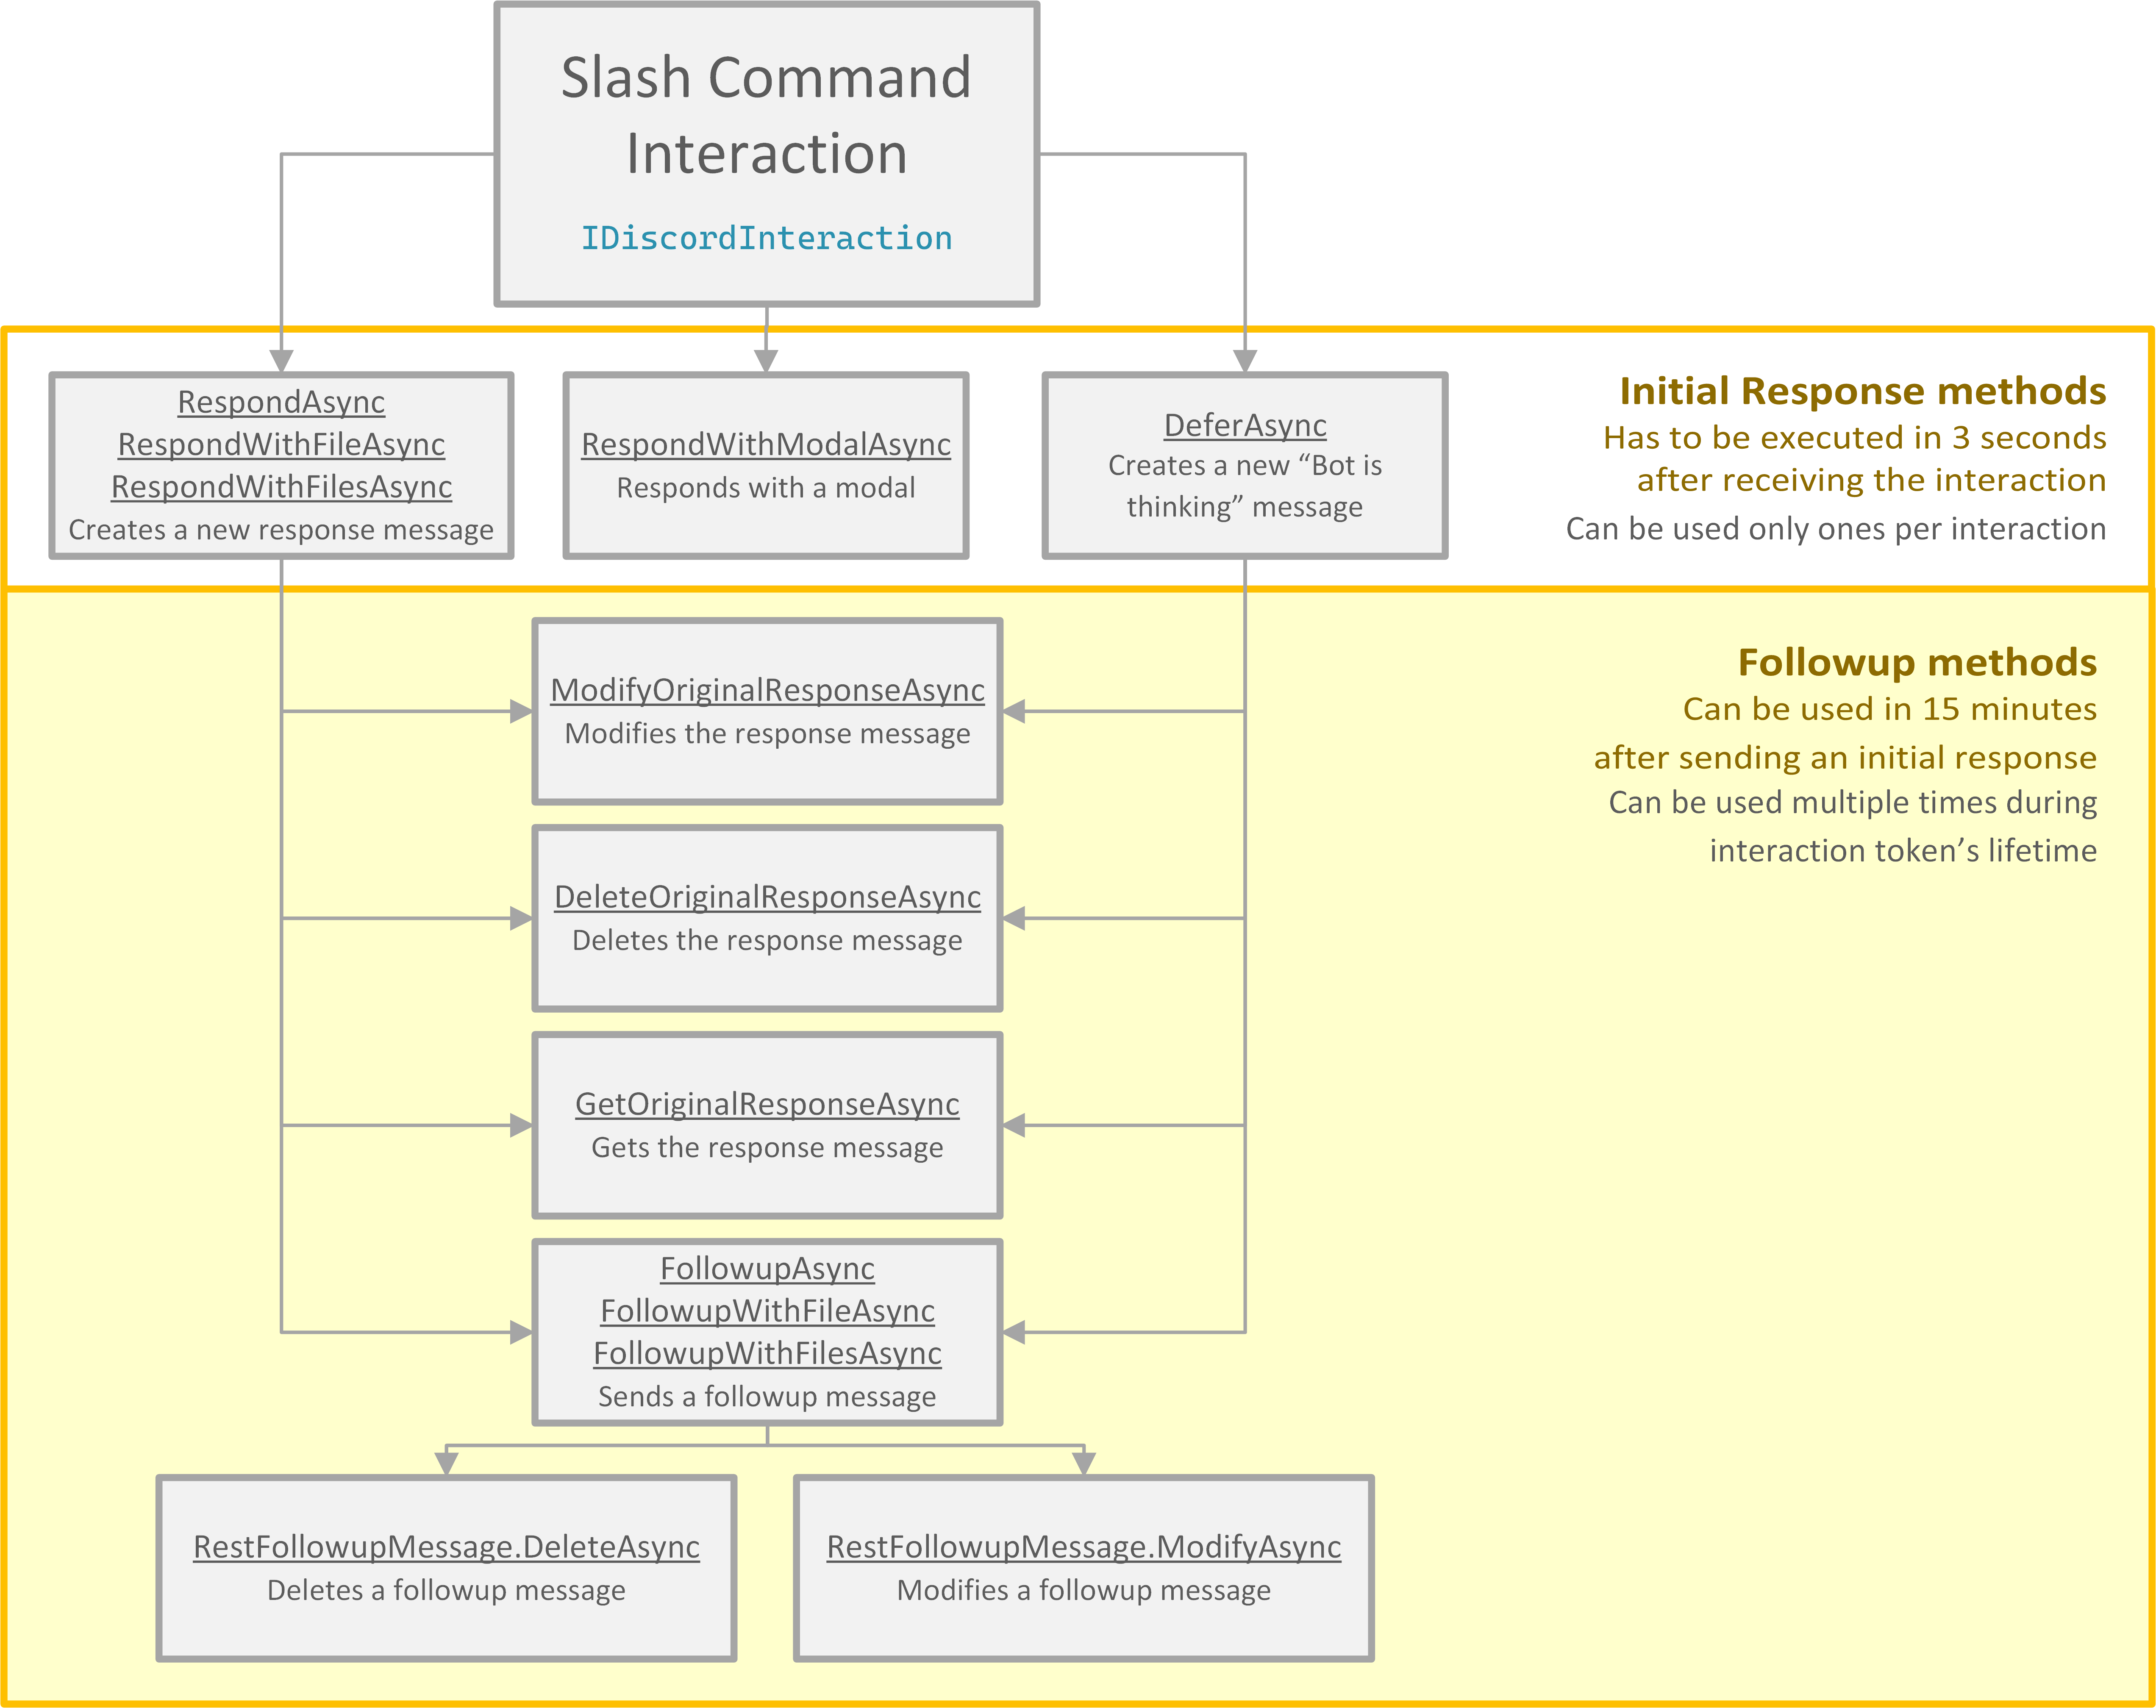 Slash Command
Interaction
IDiscordInteraction
RespondAsync
RespondWithFileAsync
RespondWithFilesAsync
Creates a new response message
RespondWithModalAsync
Responds with a modal
DeferAsync
Creates a new “Bot is
thinking” message
Initial Response methods
Has to be executed in 3 seconds
after receiving the interaction
Can be used only ones per interaction
ModifyOriginalResponseAsync
Modifies the response message
Followup methods
Can be used in 15 minutes
after sending an initial response
Can be used multiple times during
interaction token’s lifetime
DeleteOriginalResponseAsync
Deletes the response message
GetOriginalResponseAsync
Gets the response message
FollowupAsync
FollowupWithFileAsync
FollowupWithFilesAsync
Sends a followup message
RestFollowupMessage.DeleteAsync
Deletes a followup message
RestFollowupMessage.ModifyAsync
Modifies a followup message